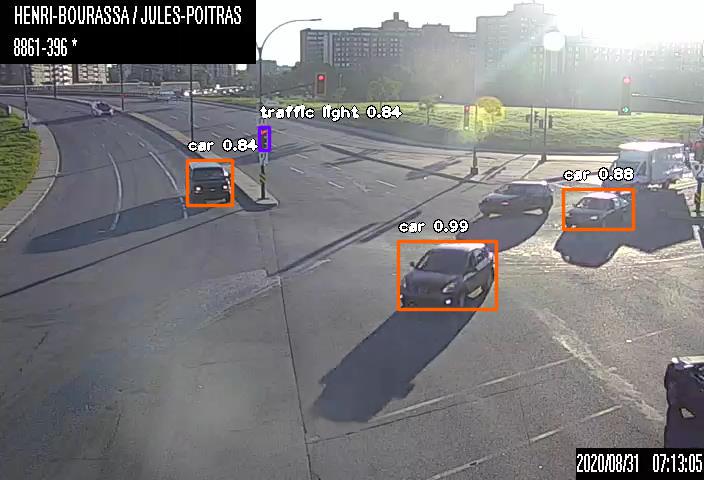 HENRI-BOURASSA / JULES-POITRAS
8861-396 *
traffic light 0.84
car 0.84
car 0.88
car 0.99
2020/08/31 07:13:05